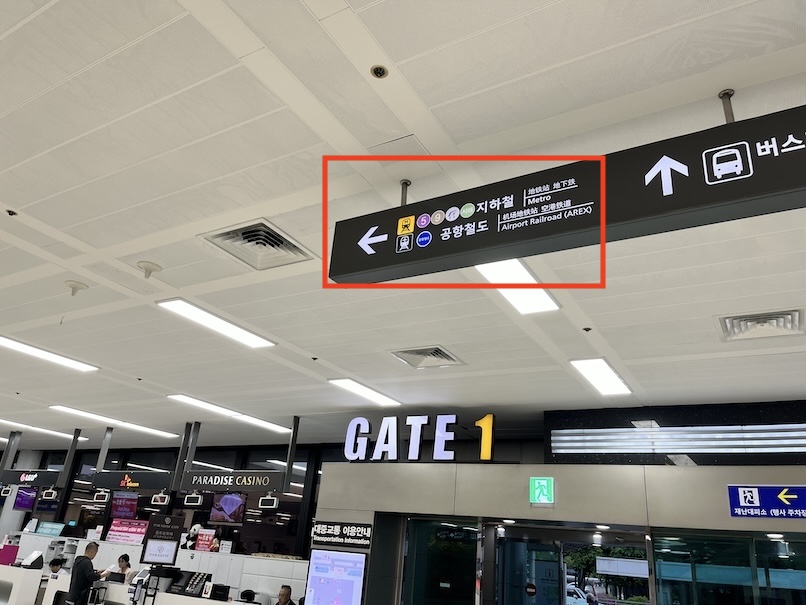 5 9
지하철
地铁站 地下鉄
Metro
공항철도
机场地铁站 空港鉄道
Airport Railroad (AREX)
버스
GATE 1
PARADISE CASINO
대중교통 이용안내
Transportation Information